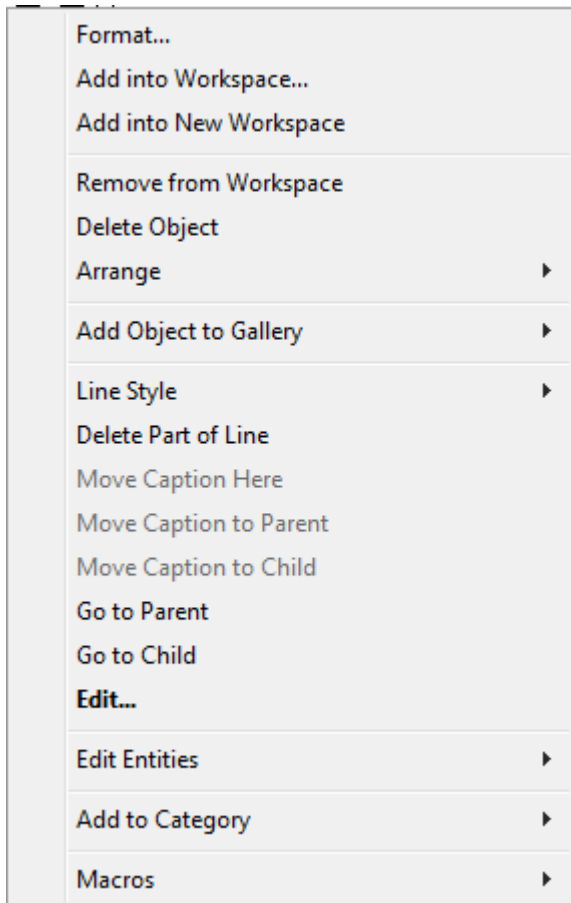 Format...
Add into Workspace...
Add into New Workspace
Remove from Workspace
Delete Object
Arrange
Add Object to Gallery
Line Style
Delete Part of Line
Move Caption Here
Move Caption to Parent
Move Caption to Child
Go to Parent
Go to Child
Edit...
Edit Entities
Add to Category
Macros